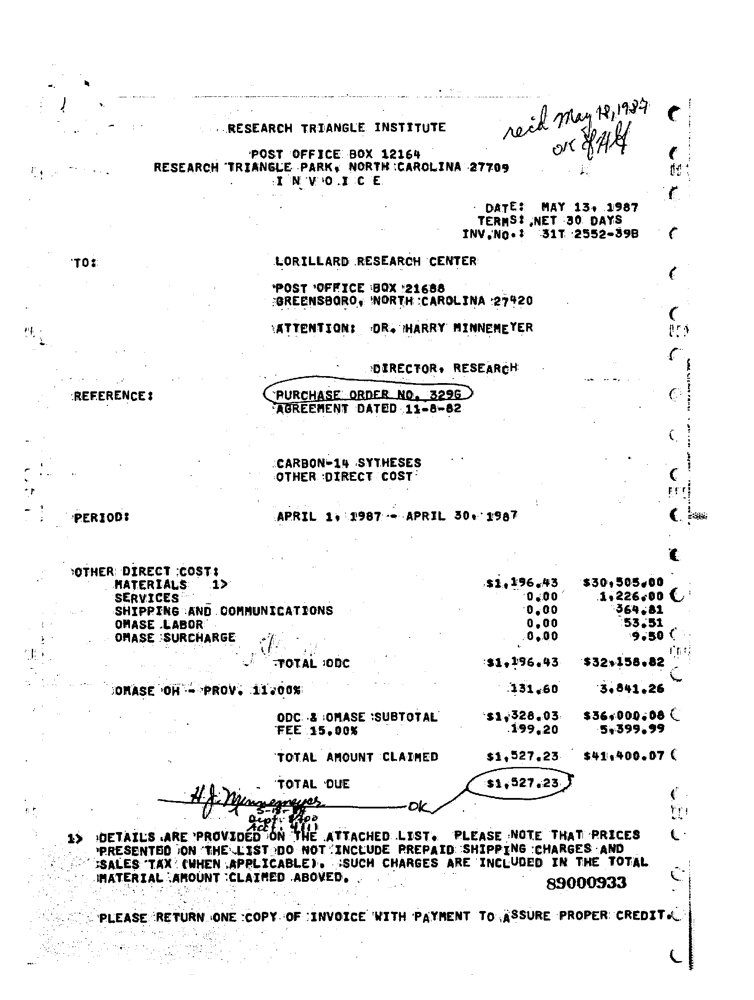 rec'd May 18, 1987
OK
RESEARCH TRIANGLE INSTITUTE
POST OFFICE BOX 12164
RESEARCH TRIANGLE PARK, NORTH CAROLINA 27709
I N V O I C E
DATE: MAY 13, 1987
TERMS: NET 30 DAYS
INV.NO.: 31T 2552-39B
TO: LORILLARD RESEARCH CENTER
POST OFFICE BOX 21688
GREENSBORO, NORTH CAROLINA 27420
ATTENTION: DR. HARRY MINNEMEYER
DIRECTOR, RESEARCH
REFERENCE: PURCHASE ORDER NO. 329G
AGREEMENT DATED 11-8-82
CARBON-14 SYTHESES
OTHER DIRECT COST
PERIOD: APRIL 1, 1987 - APRIL 30, 1987
OTHER DIRECT COST:
MATERIALS 1> $1,196.43 $30,505.00
SERVICES 0.00 1,226.00
SHIPPING AND COMMUNICATIONS 0.00 364.81
OMASE LABOR 0.00 53.51
OMASE SURCHARGE 0.00 9.50
TOTAL ODC $1,196.43 $32,158.82
OMASE OH - PROV. 11.00% 131.60 3,841.26
ODC & OMASE SUBTOTAL $1,328.03 $36,000.08
FEE 15.00% 199.20 5,399.99
TOTAL AMOUNT CLAIMED $1,527.23 $41,400.07
TOTAL DUE $1,527.23
H.J. Minnemeyer OK
1> DETAILS ARE PROVIDED ON THE ATTACHED LIST. PLEASE NOTE THAT PRICES
PRESENTED ON THE LIST DO NOT INCLUDE PREPAID SHIPPING CHARGES AND
SALES TAX (WHEN APPLICABLE). SUCH CHARGES ARE INCLUDED IN THE TOTAL
MATERIAL AMOUNT CLAIMED ABOVED.
89000933
PLEASE RETURN ONE COPY OF INVOICE WITH PAYMENT TO ASSURE PROPER CREDIT.